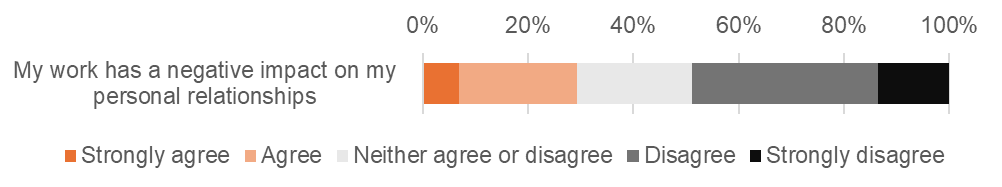 0% 20% 40% 60% 80% 100%
My work has a negative impact on my
personal relationships
Strongly agree Agree Neither agree or disagree Disagree Strongly disagree